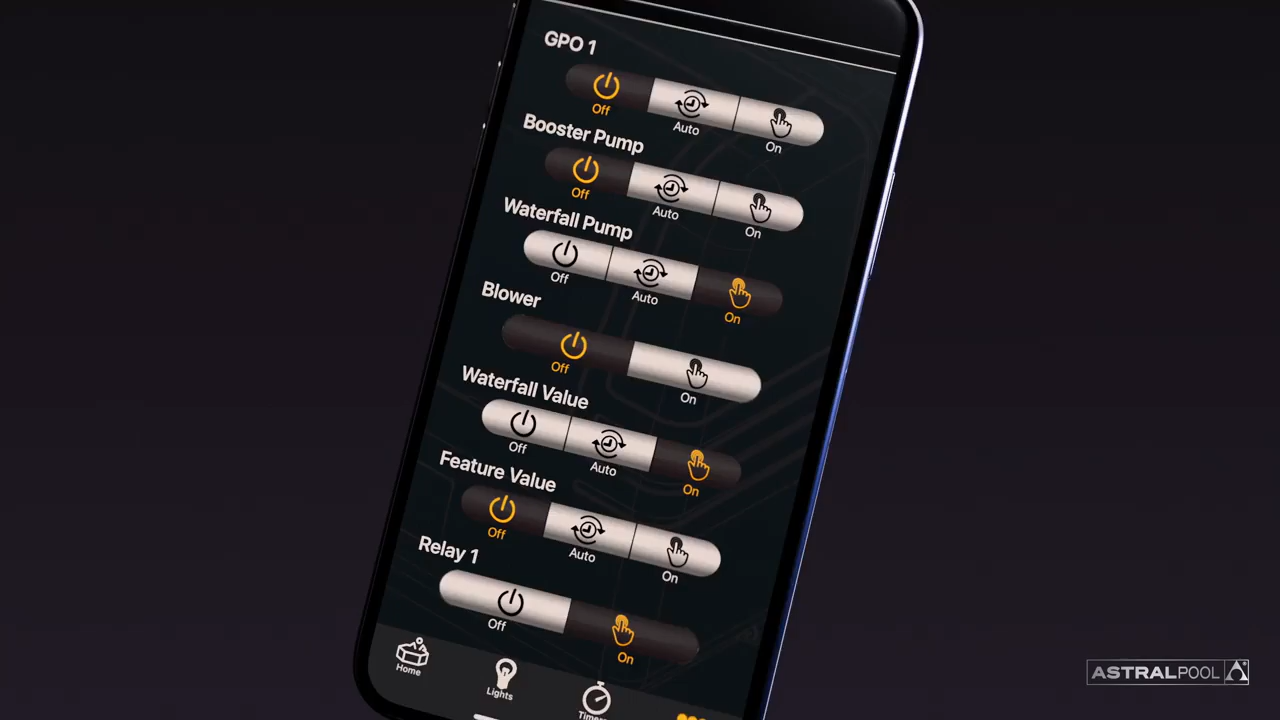 GPO 1
Off
Auto
On
Booster Pump
Off
Auto
On
Waterfall Pump
Off
Auto
On
Blower
Off
On
Waterfall Value
Off
Auto
On
Feature Value
Off
Auto
On
Relay 1
Off
On
Home
Lights
ASTRALPOOL